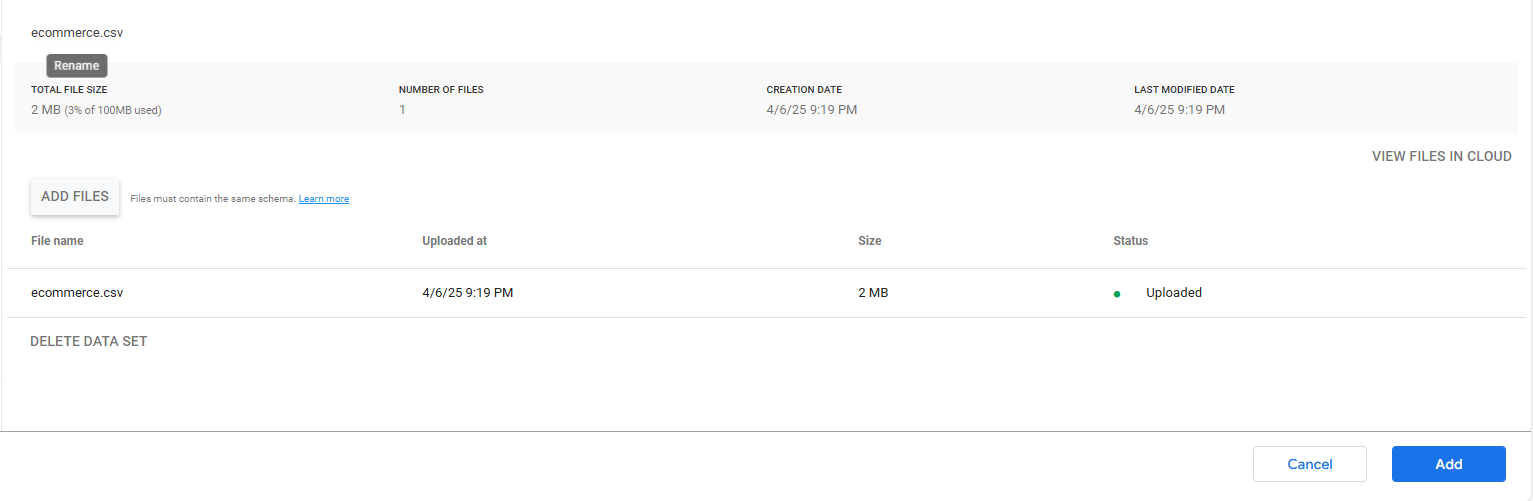 ecommerce.csv
Rename
TOTAL FILE SIZE NUMBER OF FILES CREATION DATE LAST MODIFIED DATE
2 MB (3% of 100MB used) 1 4/6/25 9:19 PM 4/6/25 9:19 PM
VIEW FILES IN CLOUD
ADD FILES Files must contain the same schema. Learn more
File name Uploaded at Size Status
ecommerce.csv 4/6/25 9:19 PM 2 MB Uploaded
DELETE DATA SET
Cancel Add